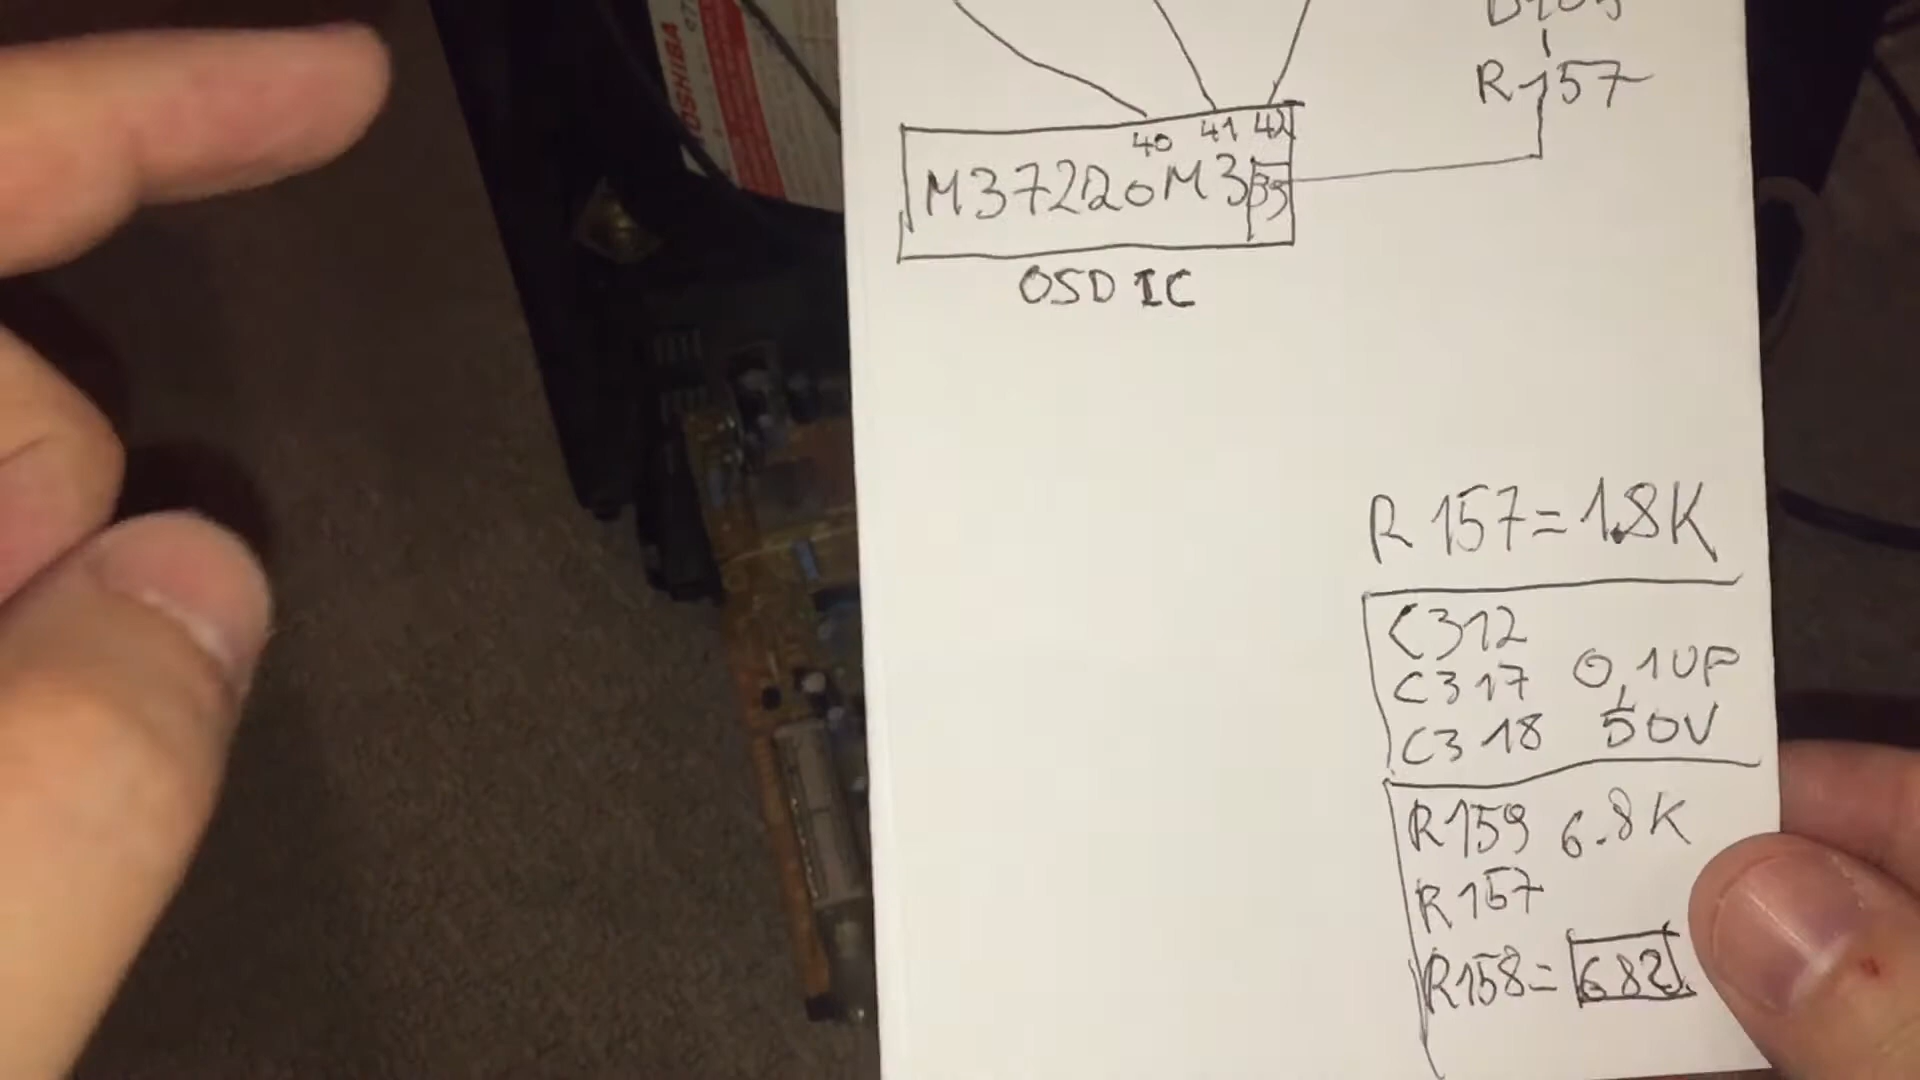 TOSHIBA
R157
40 41 42
M37220M3
39
OSD IC
R157=1.8K
C312
C317 0,1UF
C318 50V
R159 6.8K
R157
R158= 682